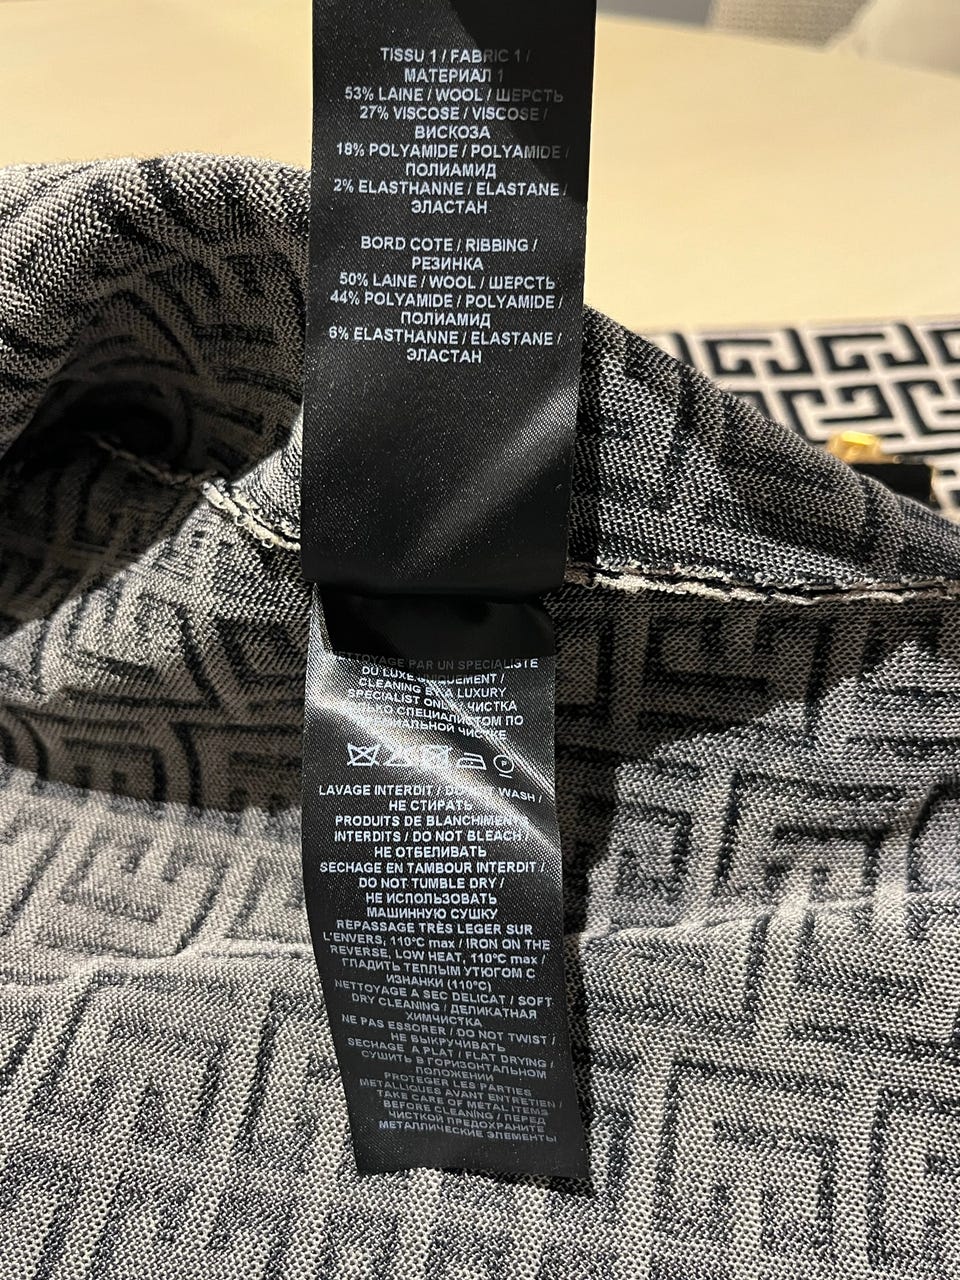 TISSU 1 / FABRIC 1 /
МАТЕРИАЛ 1
53% LAINE / WOOL / ШЕРСТЬ
27% VISCOSE / VISCOSE /
ВИСКОЗА
18% POLYAMIDE / POLYAMIDE /
ПОЛИАМИД
2% ELASTHANNE / ELASTANE /
ЭЛАСТАН
BORD COTE / RIBBING /
РЕЗИНКА
50% LAINE / WOOL / ШЕРСТЬ
44% POLYAMIDE / POLYAMIDE /
ПОЛИАМИД
6% ELASTHANNE / ELASTANE /
ЭЛАСТАН
NETTOYAGE PAR UN SPECIALISTE
DU LUXE UNIQUEMENT /
CLEANING BY A LUXURY
SPECIALIST ONLY / ЧИСТКА
СПЕЦИАЛИСТОМ ПО
ЧИСТКЕ
P
LAVAGE INTERDIT / DO NOT WASH /
НЕ СТИРАТЬ
PRODUITS DE BLANCHIMENT
INTERDITS / DO NOT BLEACH /
НЕ ОТБЕЛИВАТЬ
SECHAGE EN TAMBOUR INTERDIT /
DO NOT TUMBLE DRY /
НЕ ИСПОЛЬЗОВАТЬ
МАШИННУЮ СУШКУ
REPASSAGE TRÈS LEGER SUR
L'ENVERS, 110°C max / IRON ON THE
REVERSE, LOW HEAT, 110°C max /
ГЛАДИТЬ ТЕПЛЫМ УТЮГОМ С
ИЗНАНКИ (110°C)
NETTOYAGE A SEC DELICAT / SOFT
DRY CLEANING / ДЕЛИКАТНАЯ
ХИМЧИСТКА
NE PAS ESSORER / DO NOT TWIST /
НЕ ВЫКРУЧИВАТЬ
SECHAGE A PLAT / FLAT DRYING /
СУШИТЬ В ГОРИЗОНТАЛЬНОМ
ПОЛОЖЕНИИ
PROTEGER LES PARTIES
METALLIQUES AVANT ENTRETIEN /
TAKE CARE OF METAL ITEMS
BEFORE CLEANING / ПЕРЕД
ЧИСТКОЙ ПРЕДОХРАНИТЕ
МЕТАЛЛИЧЕСКИЕ ЭЛЕМЕНТЫ